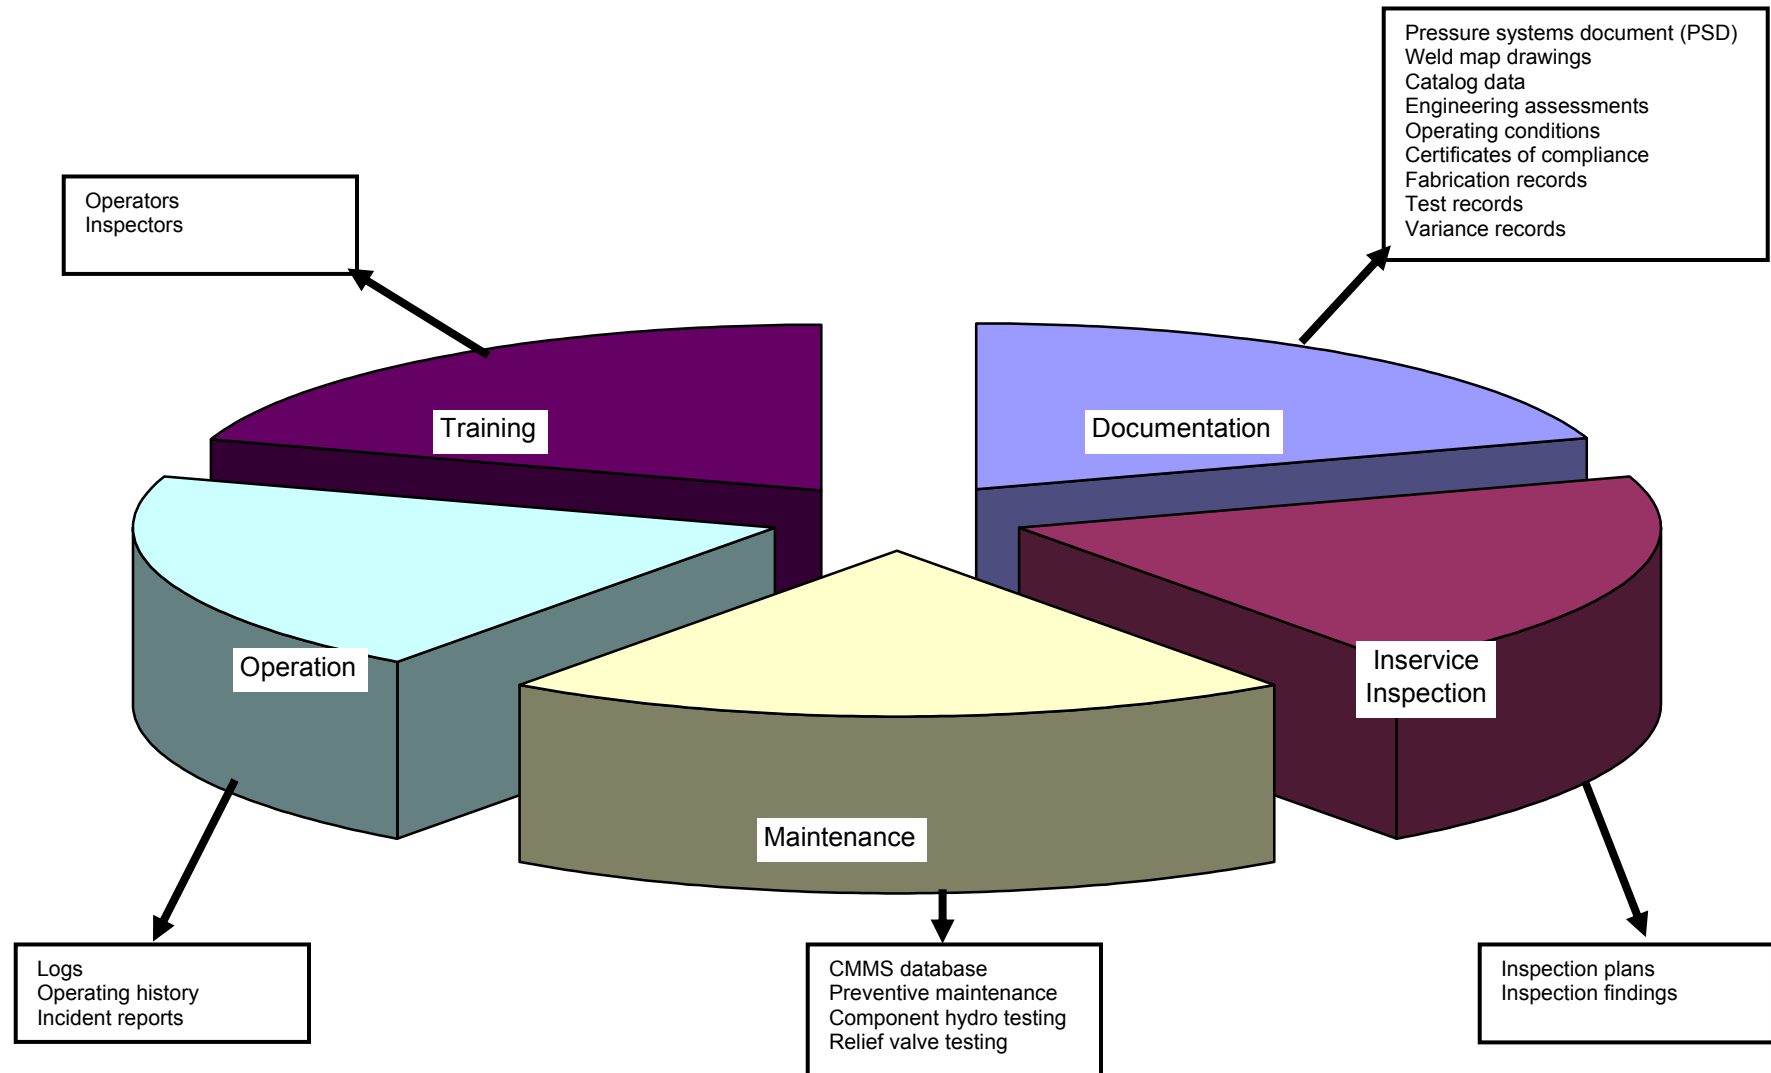 Pressure systems document (PSD)
Weld map drawings
Catalog data
Engineering assessments
Operating conditions
Certificates of compliance
Fabrication records
Test records
Variance records
Operators
Inspectors
Training
Documentation
Operation
Inservice
Inspection
Maintenance
Logs
Operating history
Incident reports
CMMS database
Preventive maintenance
Component hydro testing
Relief valve testing
Inspection plans
Inspection findings